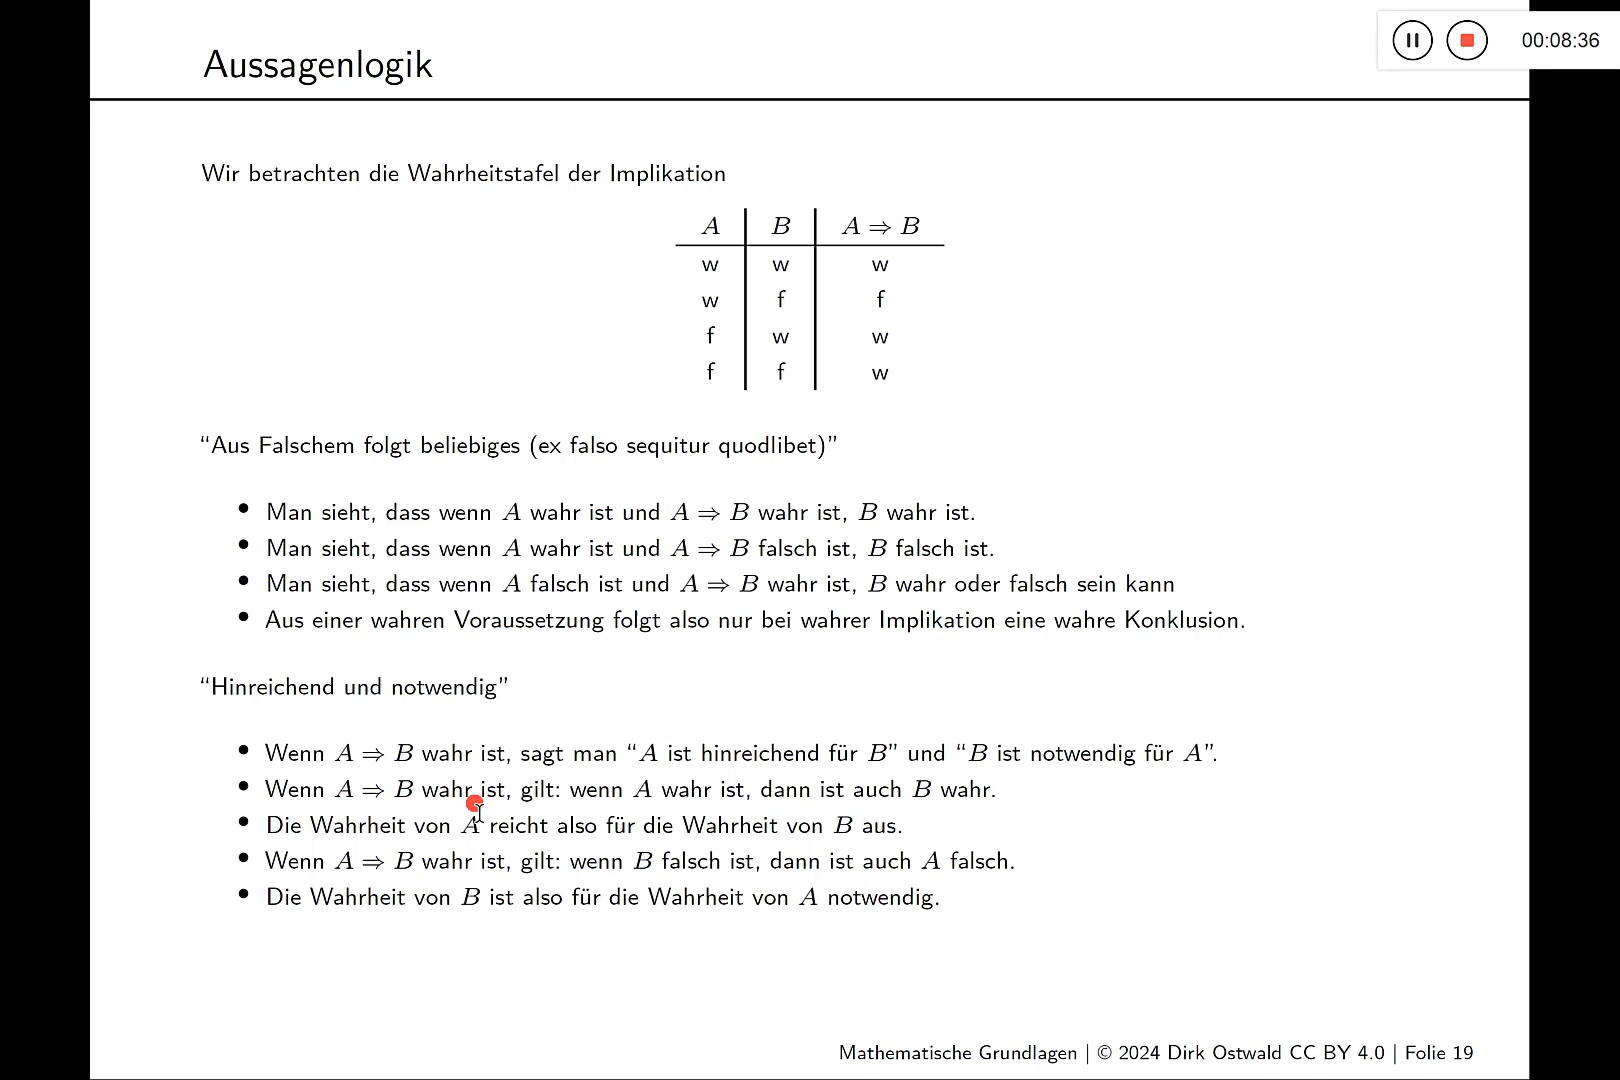 00:08:36
Aussagenlogik
Wir betrachten die Wahrheitstafel der Implikation
A B A ⇒ B
w w w
w f f
f w w
f f w
“Aus Falschem folgt beliebiges (ex falso sequitur quodlibet)”
• Man sieht, dass wenn A wahr ist und A ⇒ B wahr ist, B wahr ist.
• Man sieht, dass wenn A wahr ist und A ⇒ B falsch ist, B falsch ist.
• Man sieht, dass wenn A falsch ist und A ⇒ B wahr ist, B wahr oder falsch sein kann
• Aus einer wahren Voraussetzung folgt also nur bei wahrer Implikation eine wahre Konklusion.
“Hinreichend und notwendig”
• Wenn A ⇒ B wahr ist, sagt man “A ist hinreichend für B” und “B ist notwendig für A”.
• Wenn A ⇒ B wahr ist, gilt: wenn A wahr ist, dann ist auch B wahr.
• Die Wahrheit von A reicht also für die Wahrheit von B aus.
• Wenn A ⇒ B wahr ist, gilt: wenn B falsch ist, dann ist auch A falsch.
• Die Wahrheit von B ist also für die Wahrheit von A notwendig.
Mathematische Grundlagen | © 2024 Dirk Ostwald CC BY 4.0 | Folie 19